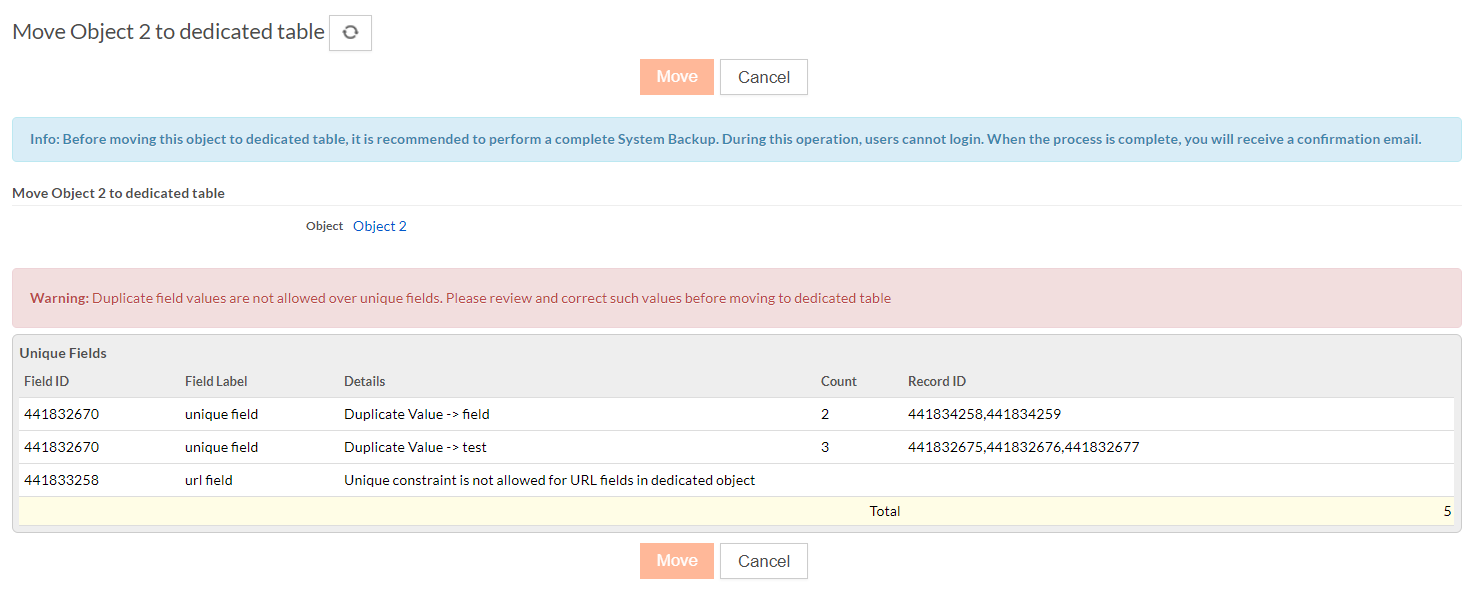 Move Object 2 to dedicated table
Move Cancel
Info: Before moving this object to dedicated table, it is recommended to perform a complete System Backup. During this operation, users cannot login. When the process is complete, you will receive a confirmation email.
Move Object 2 to dedicated table
Object Object 2
Warning: Duplicate field values are not allowed over unique fields. Please review and correct such values before moving to dedicated table
Unique Fields
Field ID Field Label Details Count Record ID
441832670 unique field Duplicate Value -> field 2 441834258,441834259
441832670 unique field Duplicate Value -> test 3 441832675,441832676,441832677
441833258 url field Unique constraint is not allowed for URL fields in dedicated object
Total 5
Move Cancel